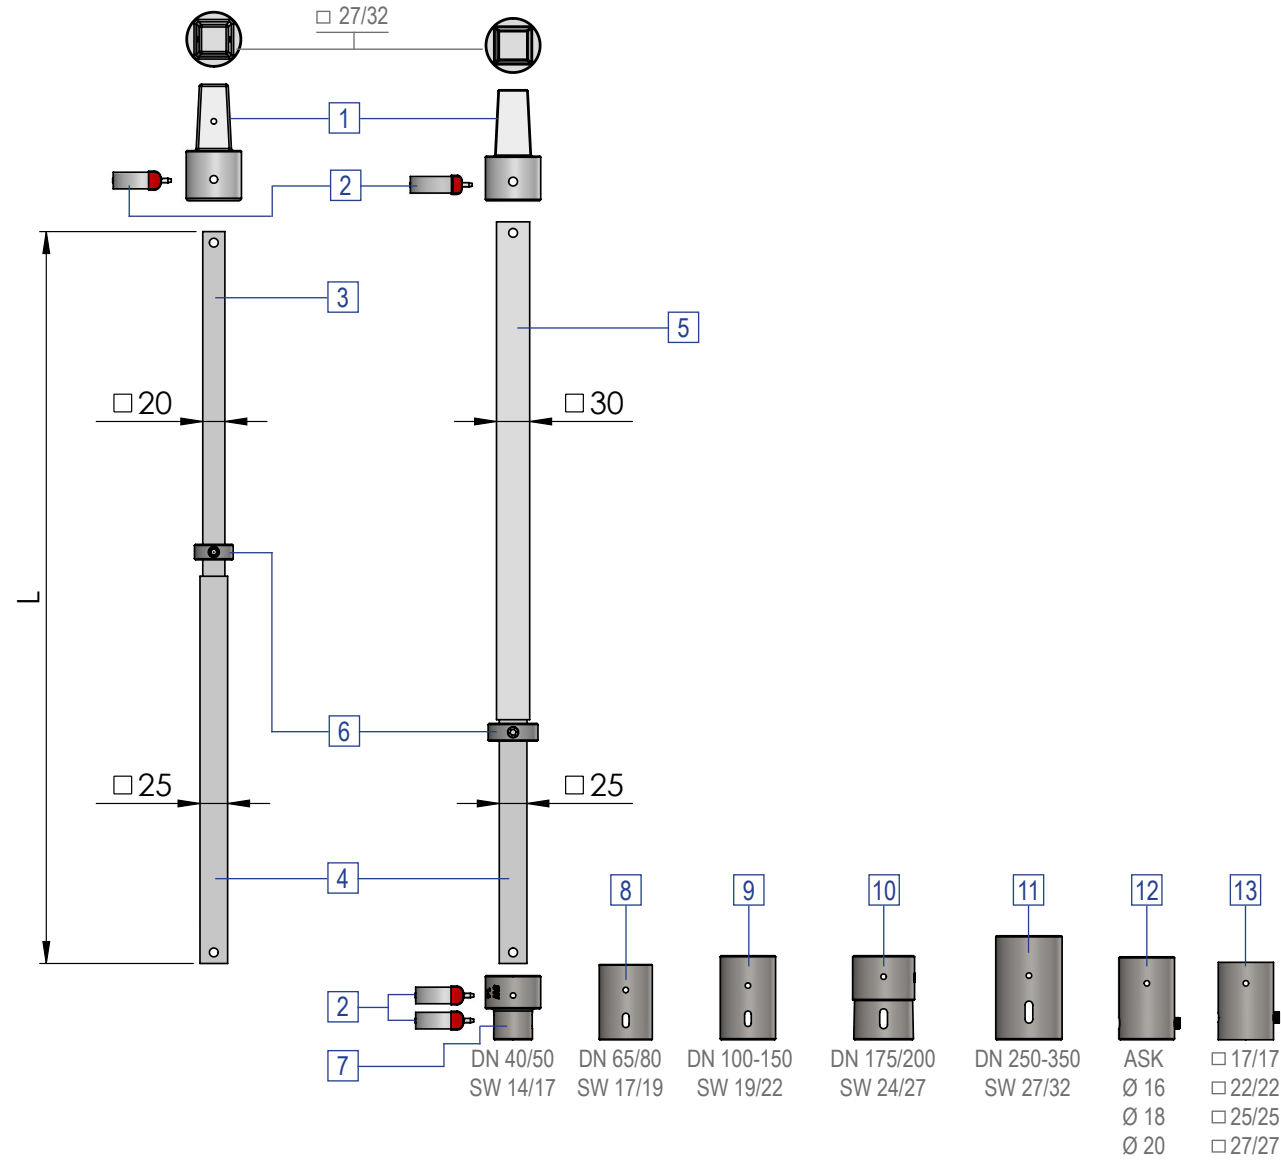 □ 27/32
1
2
3
5
□ 20
□ 30
L
6
□ 25
□ 25
4
8
9
10
11
12
13
2
7
DN 40/50
SW 14/17
DN 65/80
SW 17/19
DN 100-150
SW 19/22
DN 175/200
SW 24/27
DN 250-350
SW 27/32
ASK
Ø 16
Ø 18
Ø 20
□ 17/17
□ 22/22
□ 25/25
□ 27/27